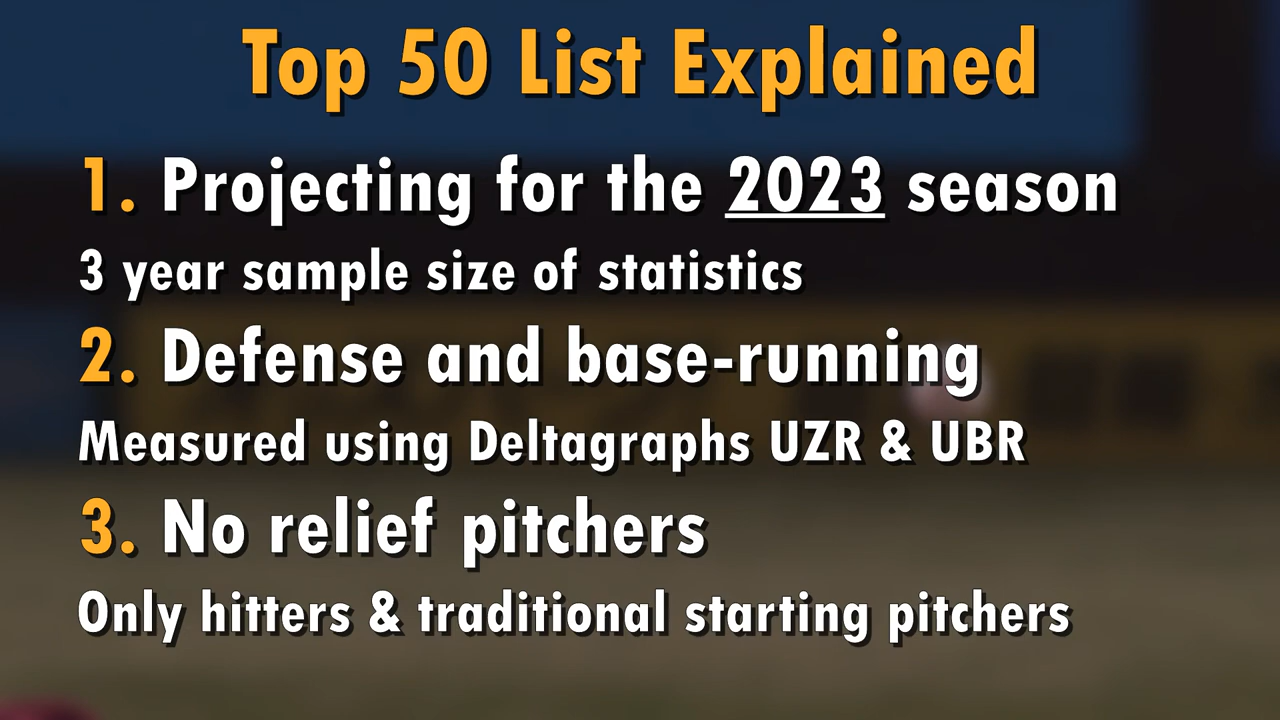 Top 50 List Explained
1. Projecting for the 2023 season
3 year sample size of statistics
2. Defense and base-running
Measured using Deltagraphs UZR & UBR
3. No relief pitchers
Only hitters & traditional starting pitchers